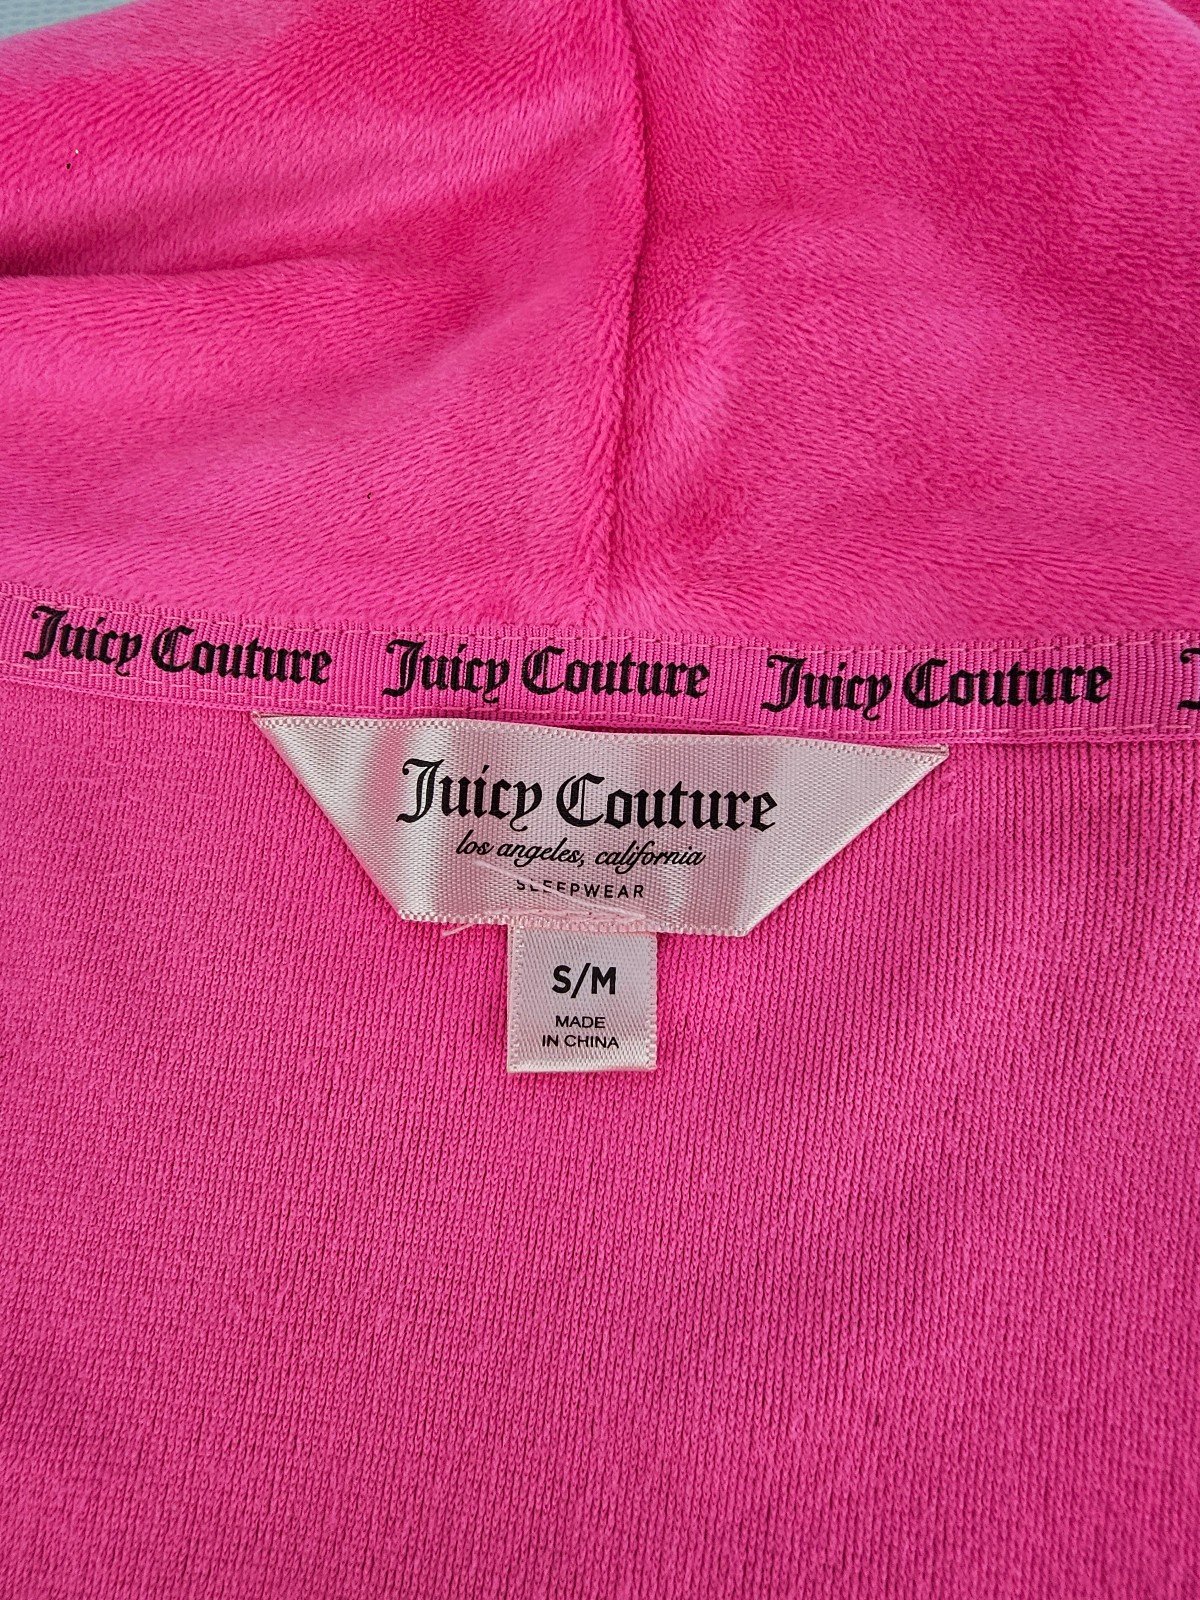 Juicy Couture Juicy Couture Juicy Couture
Juicy Couture
los angeles, california
SLEEPWEAR
S/M
MADE
IN CHINA